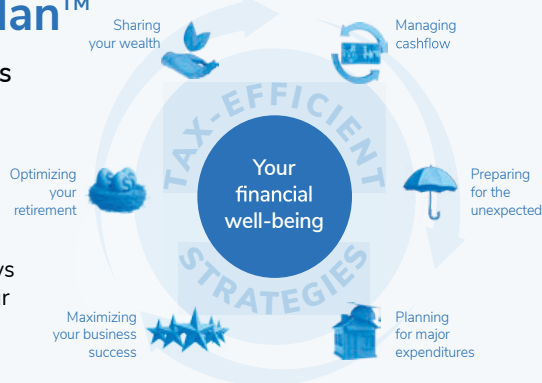 lan™
s
Sharing
your wealth
Managing
cashflow
TAX-EFFICIENT
Optimizing
your
retirement
Your
financial
well-being
Preparing
for the
unexpected
STRATEGIES
ys
r
Maximizing
your business
success
Planning
for major
expenditures